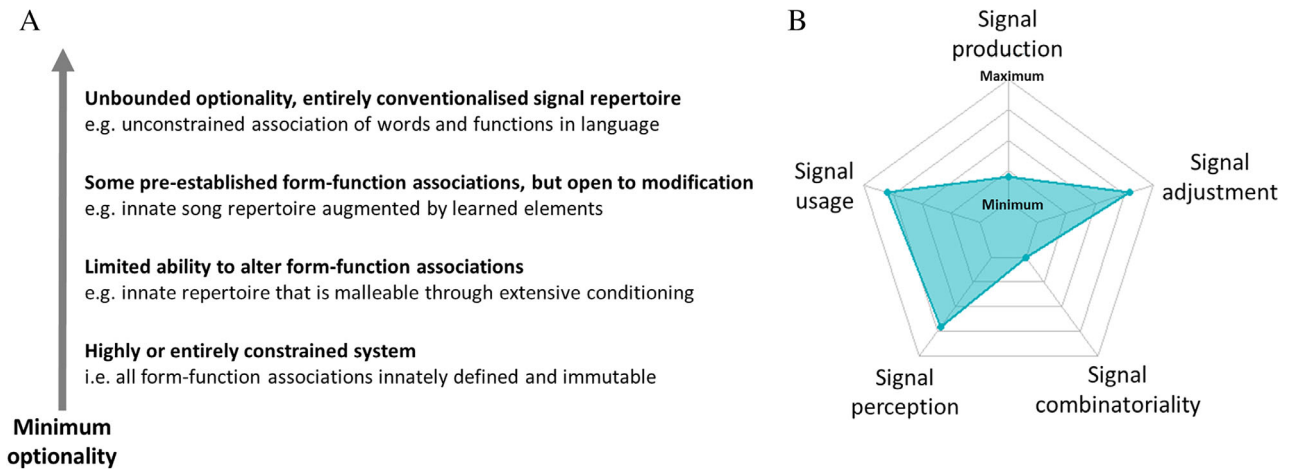 A
Unbounded optionality, entirely conventionalised signal repertoire
e.g. unconstrained association of words and functions in language
Some pre-established form-function associations, but open to modification
e.g. innate song repertoire augmented by learned elements
Limited ability to alter form-function associations
e.g. innate repertoire that is malleable through extensive conditioning
Highly or entirely constrained system
i.e. all form-function associations innately defined and immutable
Minimum
optionality
B
Signal
production
Maximum
Signal
usage
Signal
adjustment
Minimum
Signal
perception
Signal
combinatoriality